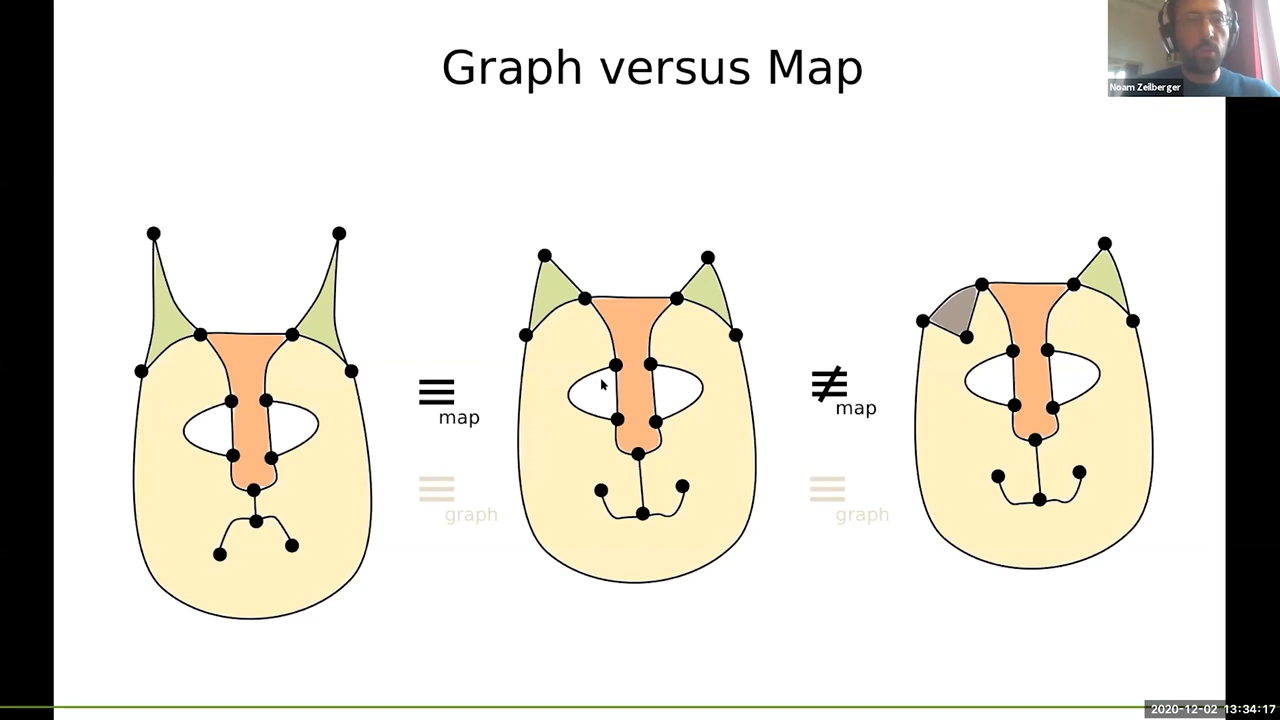 Graph versus Map
Noam Zeilberger
≡
map
≢
map
≡
graph
≡
graph
2020-12-02 13:34:17